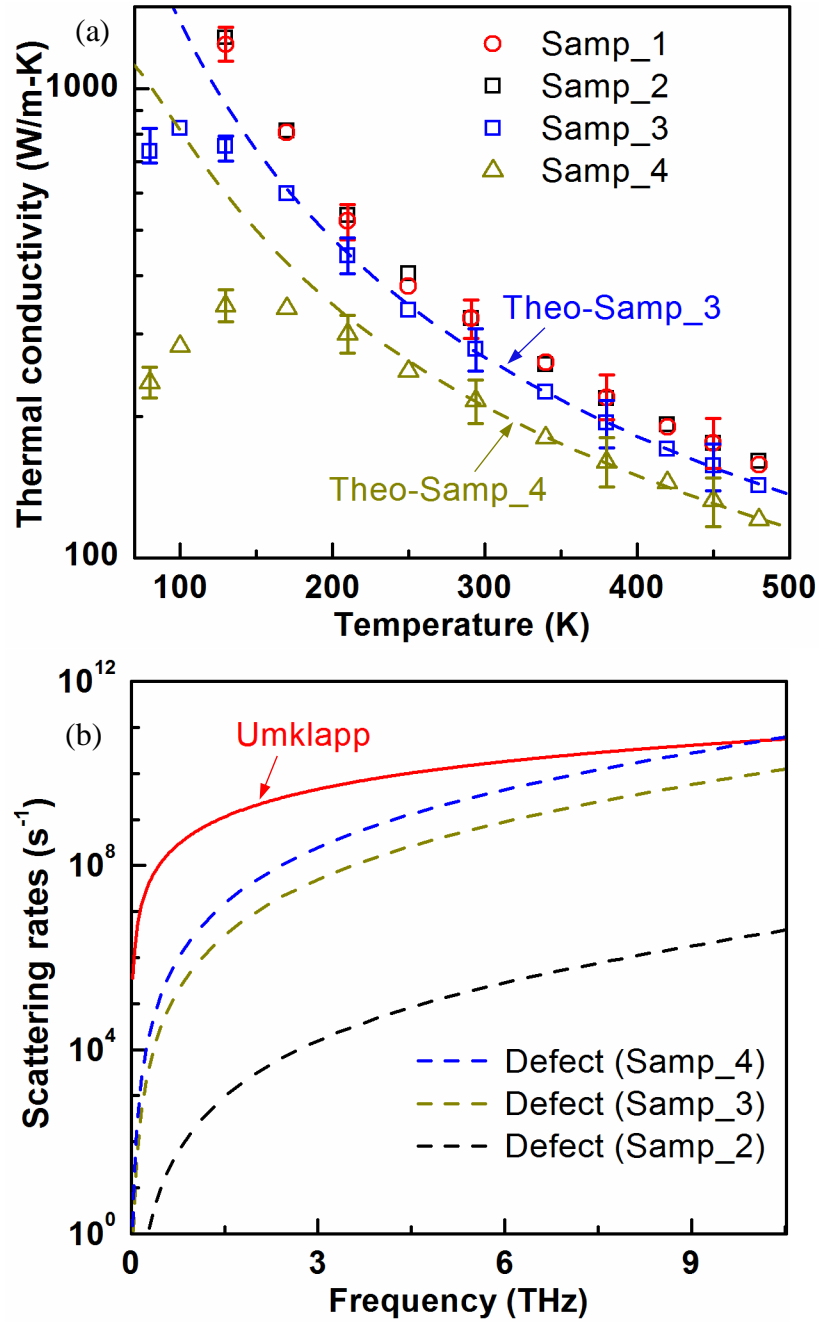 (a)
Samp_1
Samp_2
Samp_3
Samp_4
Theo-Samp_3
Theo-Samp_4
Thermal conductivity (W/m-K)
1000
100
100 200 300 400 500
Temperature (K)
(b)
Umklapp
Scattering rates (s⁻¹)
10¹²
10⁸
10⁴
10⁰
Defect (Samp_4)
Defect (Samp_3)
Defect (Samp_2)
0 3 6 9
Frequency (THz)